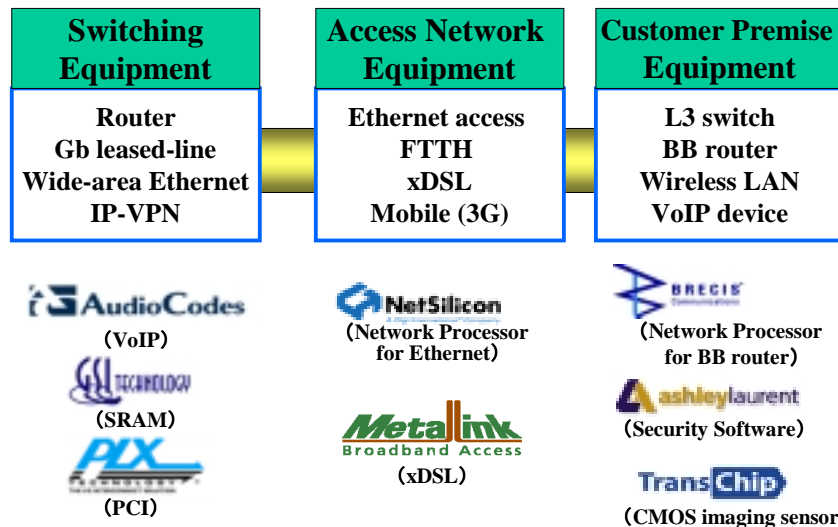 Switching
Equipment
Router
Gb leased-line
Wide-area Ethernet
IP-VPN
Access Network
Equipment
Ethernet access
FTTH
xDSL
Mobile (3G)
Customer Premise
Equipment
L3 switch
BB router
Wireless LAN
VoIP device
AudioCodes
(VoIP)
GSI TECHNOLOGY
(SRAM)
PLX
TECHNOLOGY
(PCI)
NetSilicon
(Network Processor
for Ethernet)
Metalink
Broadband Access
(xDSL)
BRECIS
Communications
(Network Processor
for BB router)
ashleylaurent
(Security Software)
TransChip
(CMOS imaging sensor